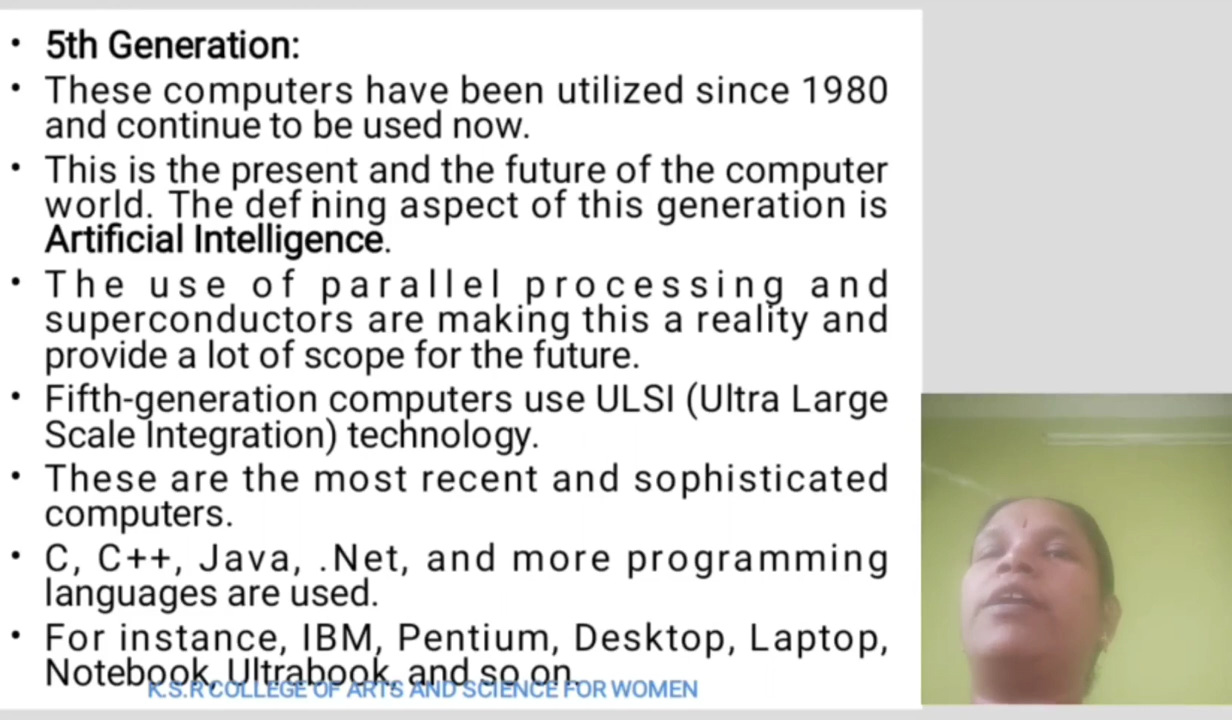 • 5th Generation:
• These computers have been utilized since 1980
and continue to be used now.
• This is the present and the future of the computer
world. The defining aspect of this generation is
Artificial Intelligence.
• The use of parallel processing and
superconductors are making this a reality and
provide a lot of scope for the future.
• Fifth-generation computers use ULSI (Ultra Large
Scale Integration) technology.
• These are the most recent and sophisticated
computers.
• C, C++, Java, .Net, and more programming
languages are used.
• For instance, IBM, Pentium, Desktop, Laptop,
Notebook, Ultrabook, and so on.
K.S.R COLLEGE OF ARTS AND SCIENCE FOR WOMEN